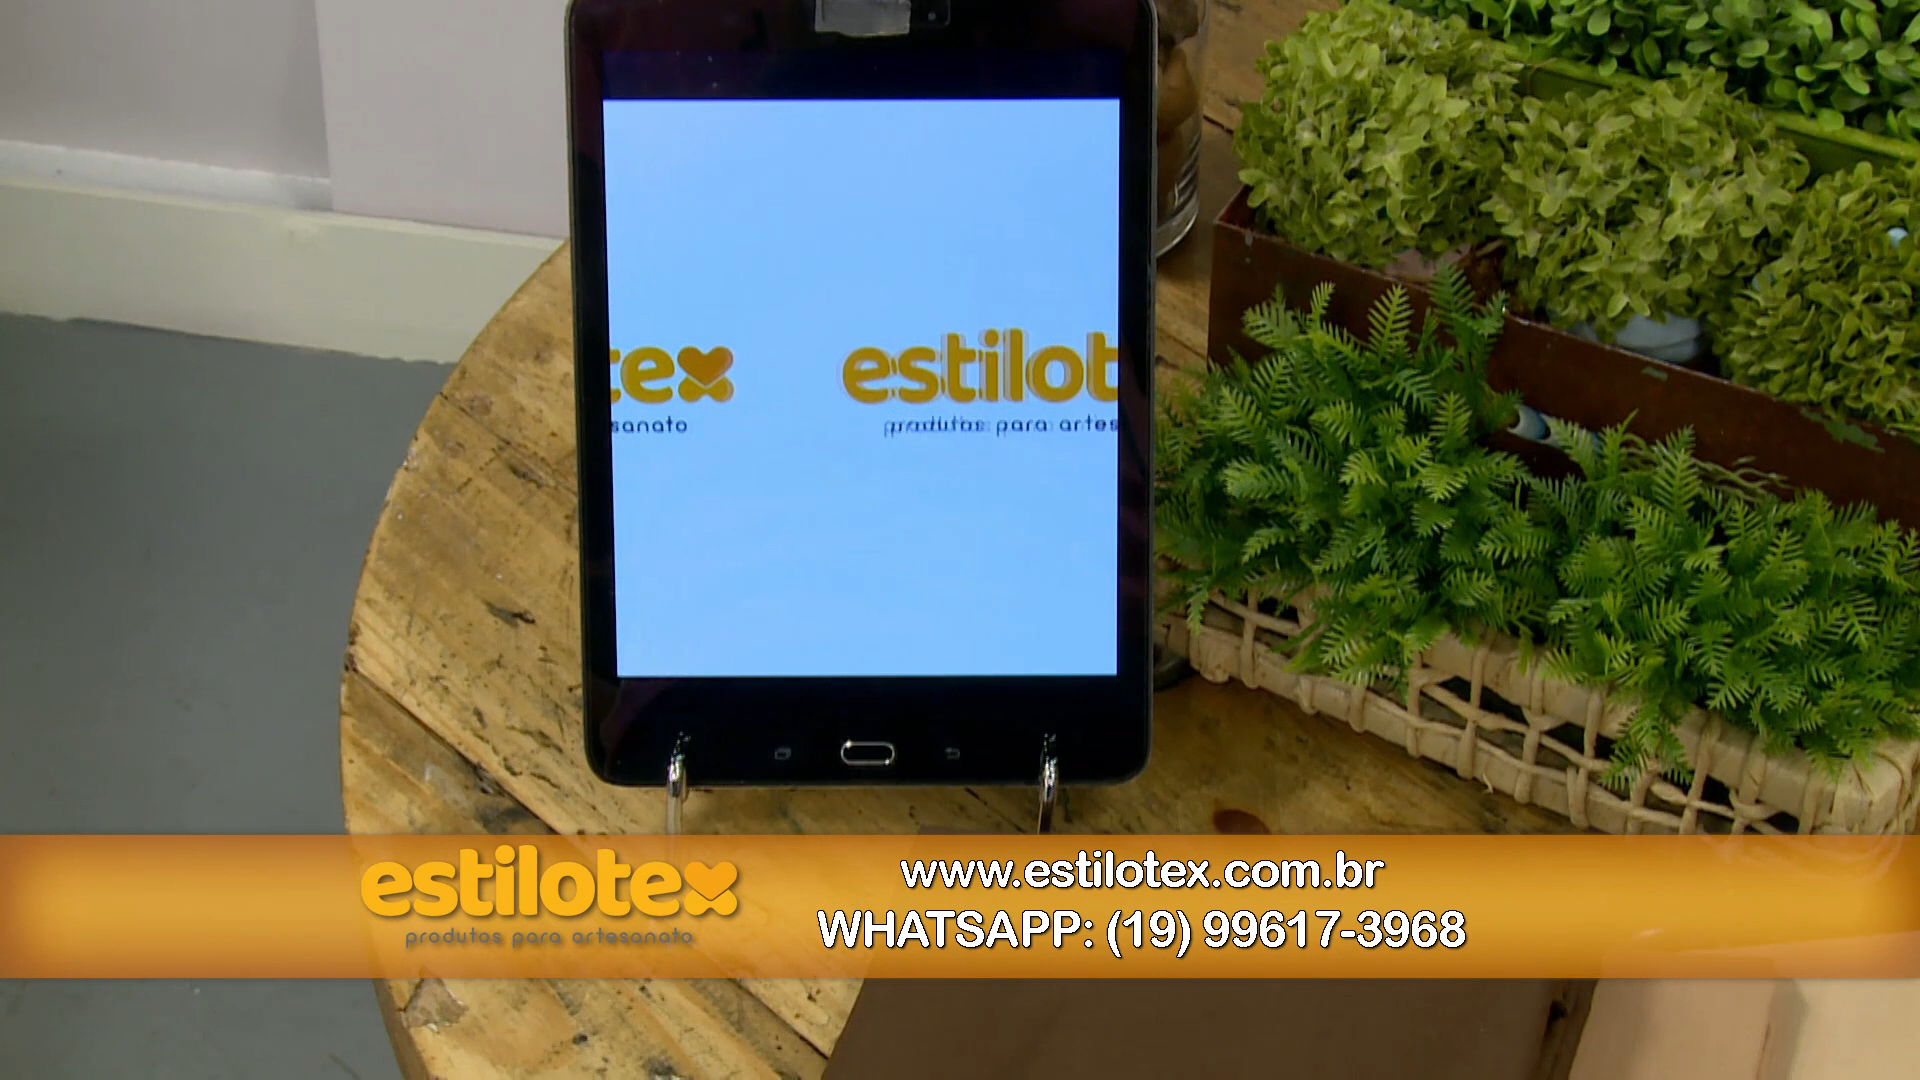 tex estilot
sanato produtos para artes
estilotex
produtos para artesanato
www.estilotex.com.br
WHATSAPP: (19) 99617-3968